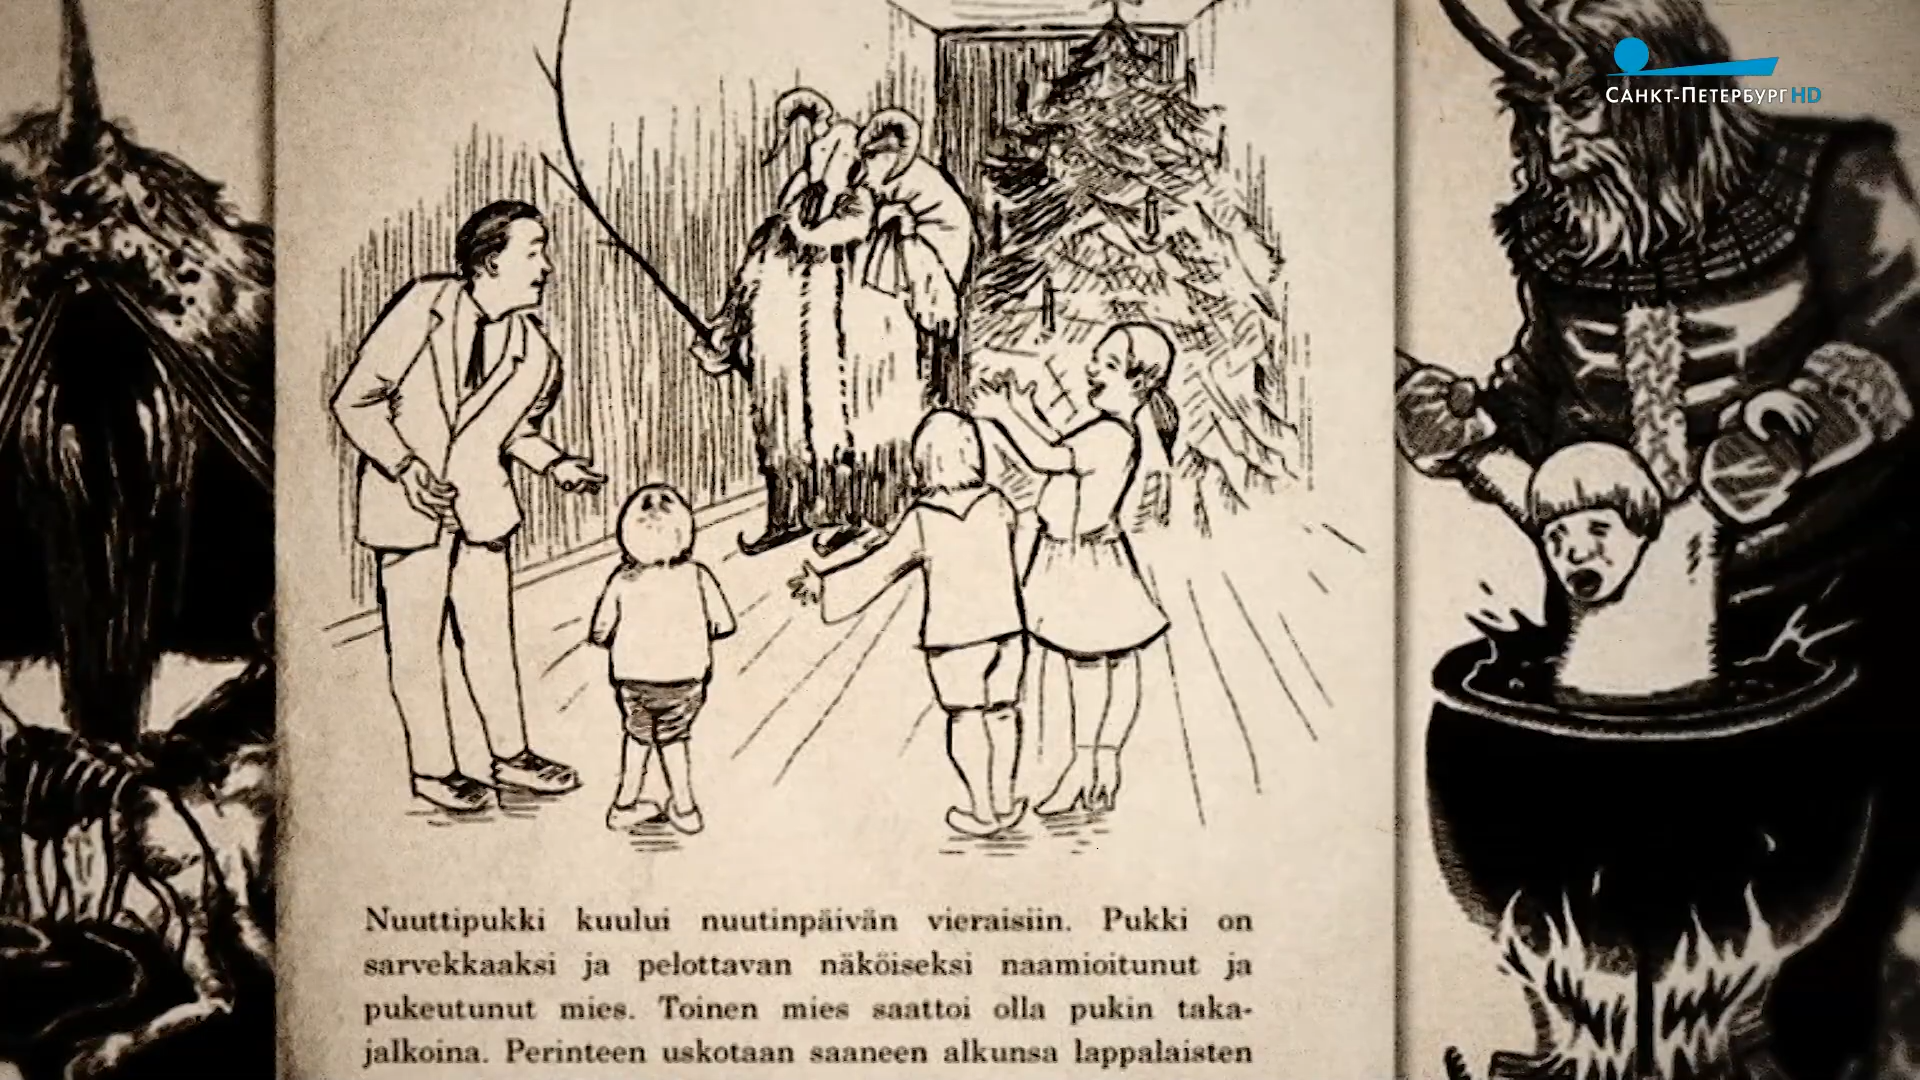 САНКТ-ПЕТЕРБУРГ HD
Nuuttipukki kuului nuutinpäivän vieraisiin. Pukki on
sarvekkaaksi ja pelottavan näköiseksi naamioitunut ja
pukeutunut mies. Toinen mies saattoi olla pukin taka-
jalkoina. Perinteen uskotaan saaneen alkunsa lappalaisten